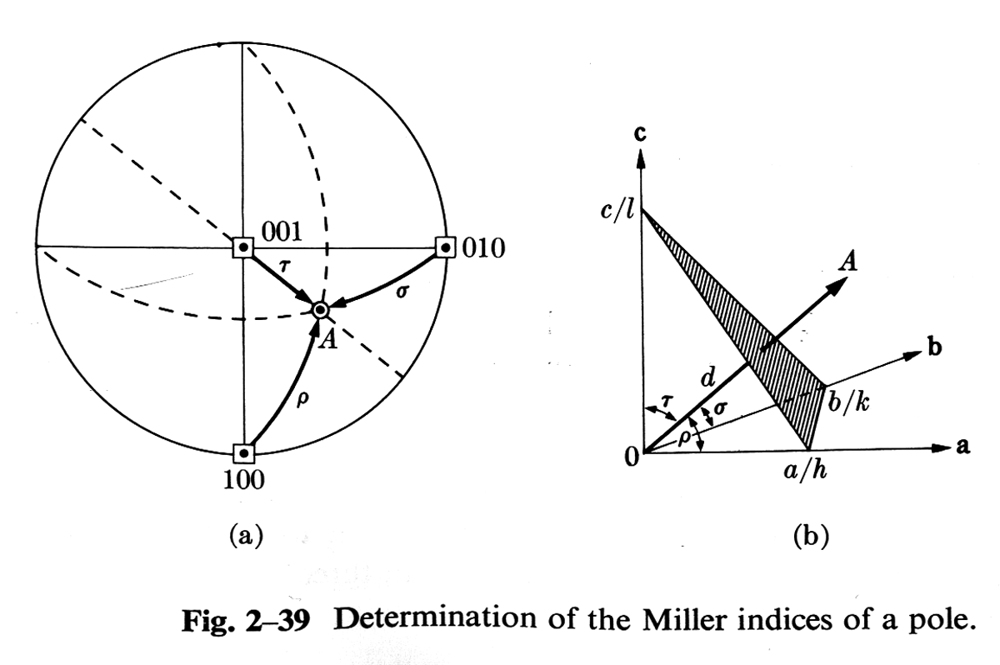 001
010
τ
σ
A
ρ
100
(a)
c
c/l
A
b
d
τ
σ
b/k
ρ
0
a
a/h
(b)
Fig. 2–39 Determination of the Miller indices of a pole.